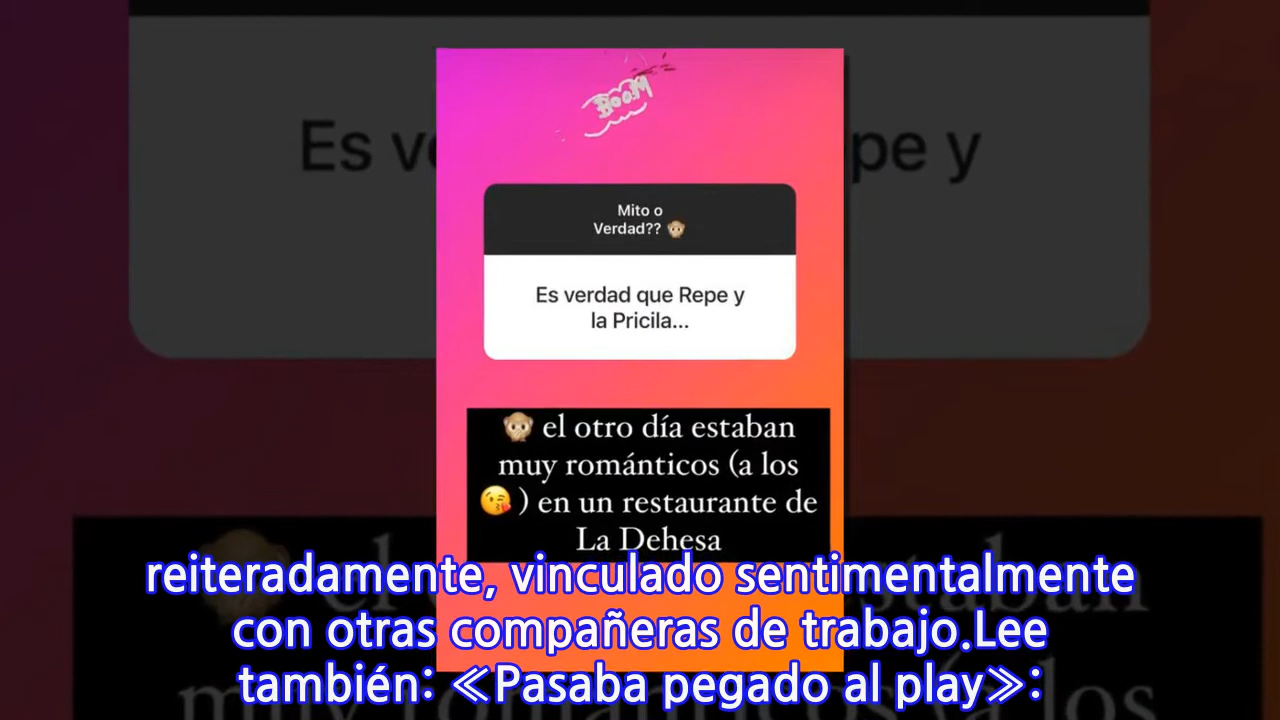 BOOM
Mito o
Verdad?? 🙊
Es verdad que Repe y
la Pricila...
🙊 el otro día estaban
muy románticos (a los
😘 ) en un restaurante de
La Dehesa
reiteradamente, vinculado sentimentalmente
con otras compañeras de trabajo.Lee
también: ≪Pasaba pegado al play≫: